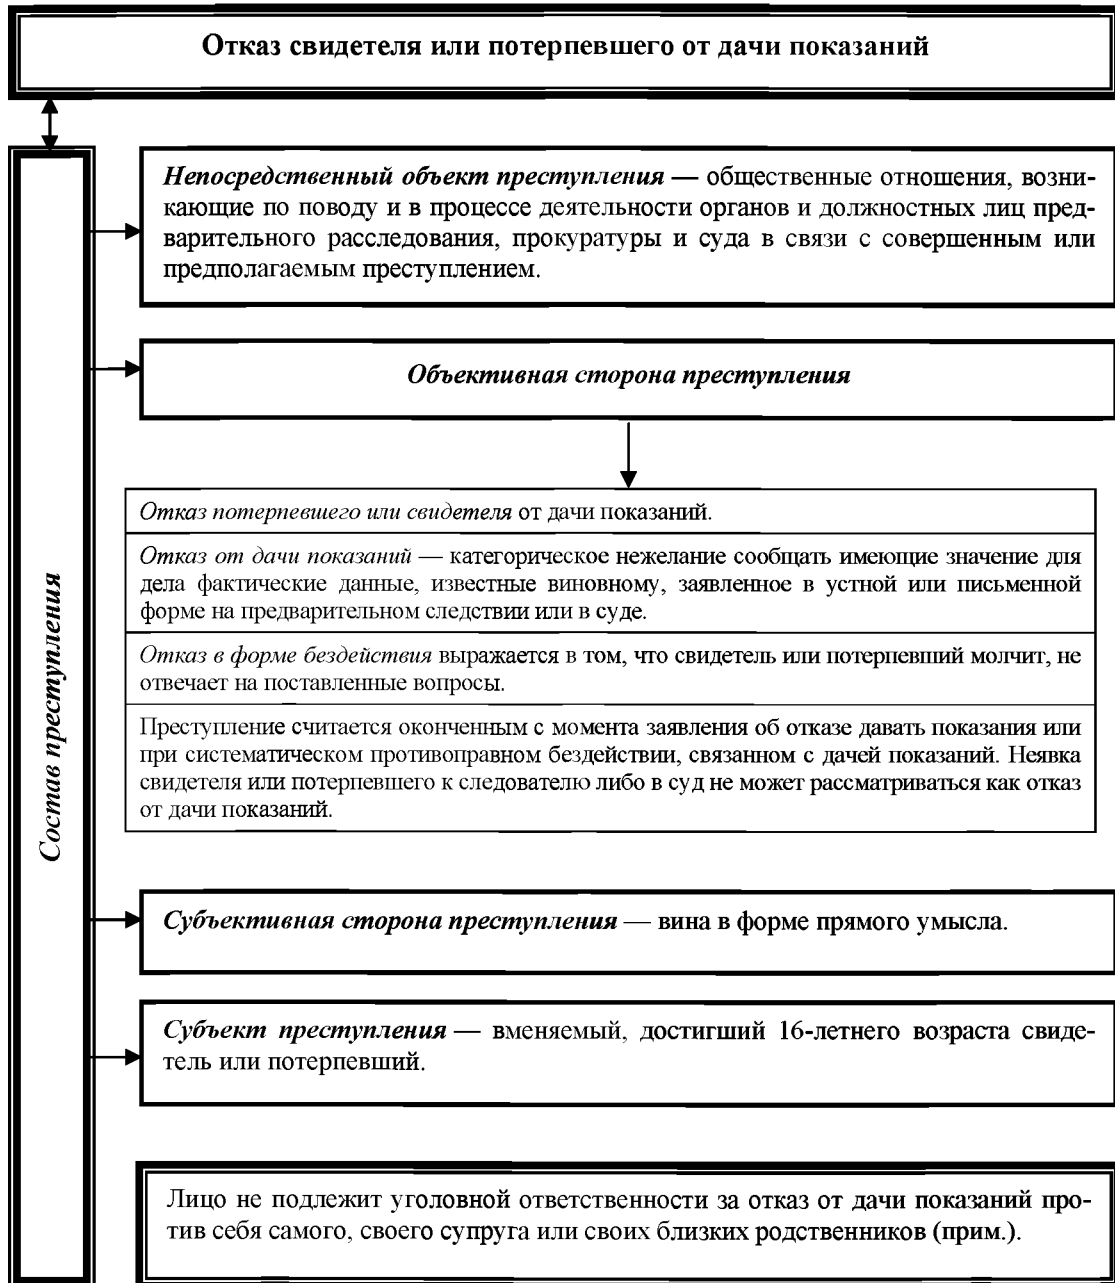 Отказ свидетеля или потерпевшего от дачи показаний
Состав преступления
Непосредственный объект преступления — общественные отношения, возни-
кающие по поводу и в процессе деятельности органов и должностных лиц пред-
варительного расследования, прокуратуры и суда в связи с совершенным или
предполагаемым преступлением.
Объективная сторона преступления
Отказ потерпевшего или свидетеля от дачи показаний.
Отказ от дачи показаний — категорическое нежелание сообщать имеющие значение для
дела фактические данные, известные виновному, заявленное в устной или письменной
форме на предварительном следствии или в суде.
Отказ в форме бездействия выражается в том, что свидетель или потерпевший молчит, не
отвечает на поставленные вопросы.
Преступление считается оконченным с момента заявления об отказе давать показания или
при систематическом противоправном бездействии, связанном с дачей показаний. Неявка
свидетеля или потерпевшего к следователю либо в суд не может рассматриваться как отказ
от дачи показаний.
Субъективная сторона преступления — вина в форме прямого умысла.
Субъект преступления — вменяемый, достигший 16-летнего возраста свиде-
тель или потерпевший.
Лицо не подлежит уголовной ответственности за отказ от дачи показаний про-
тив себя самого, своего супруга или своих близких родственников (прим.).